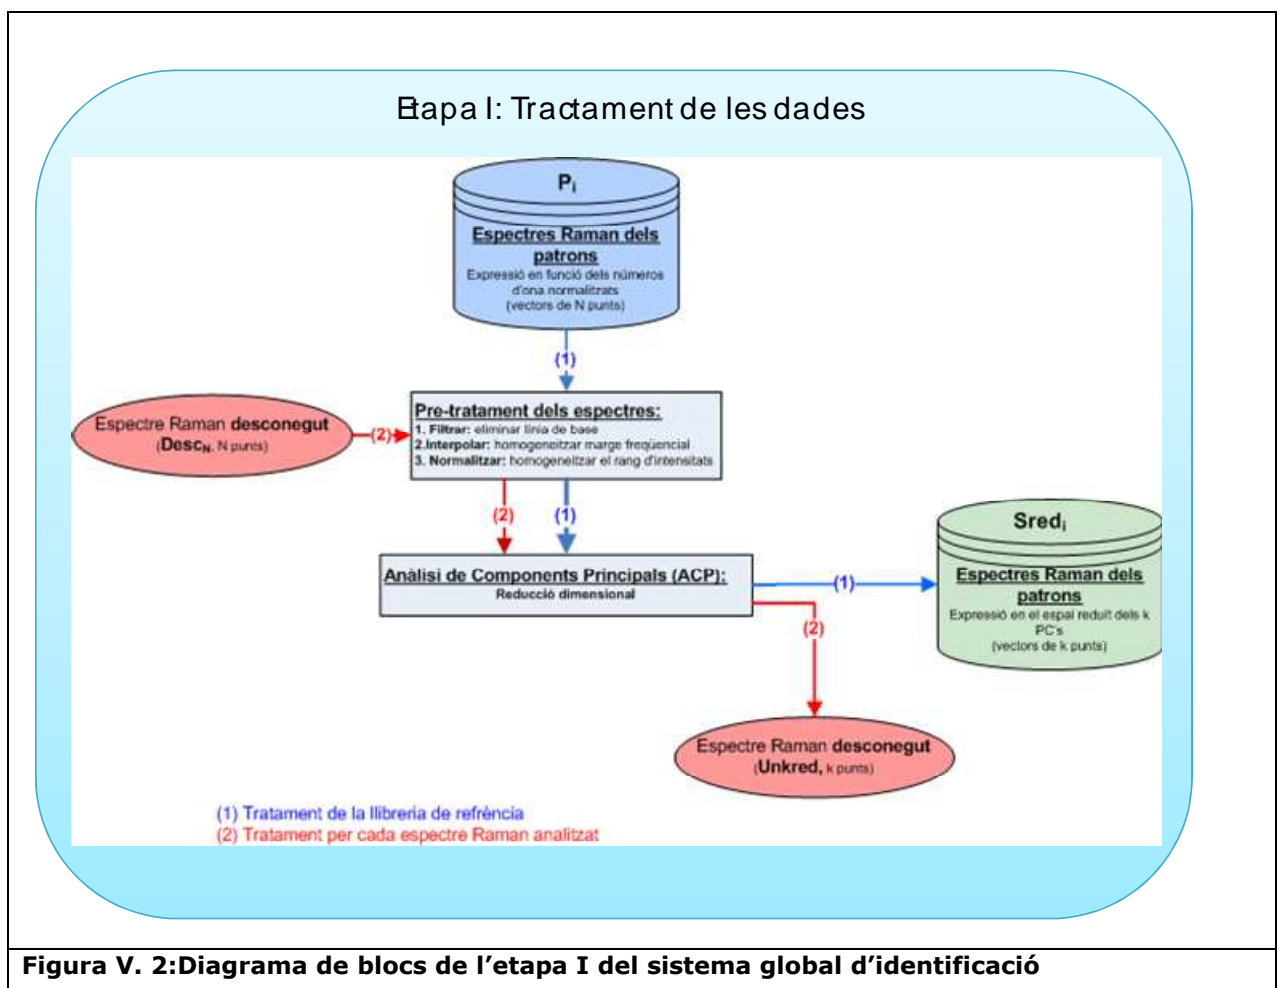 Etapa I: Tractament de les dades
Pi
Espectres Raman dels
patrons
Expressió en funció dels números
d'ona normalitzats
(vectors de N punts)
(1)
Espectre Raman desconegut
(DescN, N punts)
(2)
Pre-tratament dels espectres:
1. Filtrar: eliminar línia de base
2.Interpolar: homogeneitzar marge freqüencial
3. Normalitzar: homogeneitzar el rang d'intensitats
(2)
(1)
Anàlisi de Components Principals (ACP):
Reducció dimensional
(1)
(2)
Sredi
Espectres Raman dels
patrons
Expressió en el espai reduït dels k
PC's
(vectors de k punts)
Espectre Raman desconegut
(Unkred, k punts)
(1) Tratament de la llibreria de refrència
(2) Tratament per cada espectre Raman analitzat
Figura V. 2:Diagrama de blocs de l'etapa I del sistema global d'identificació